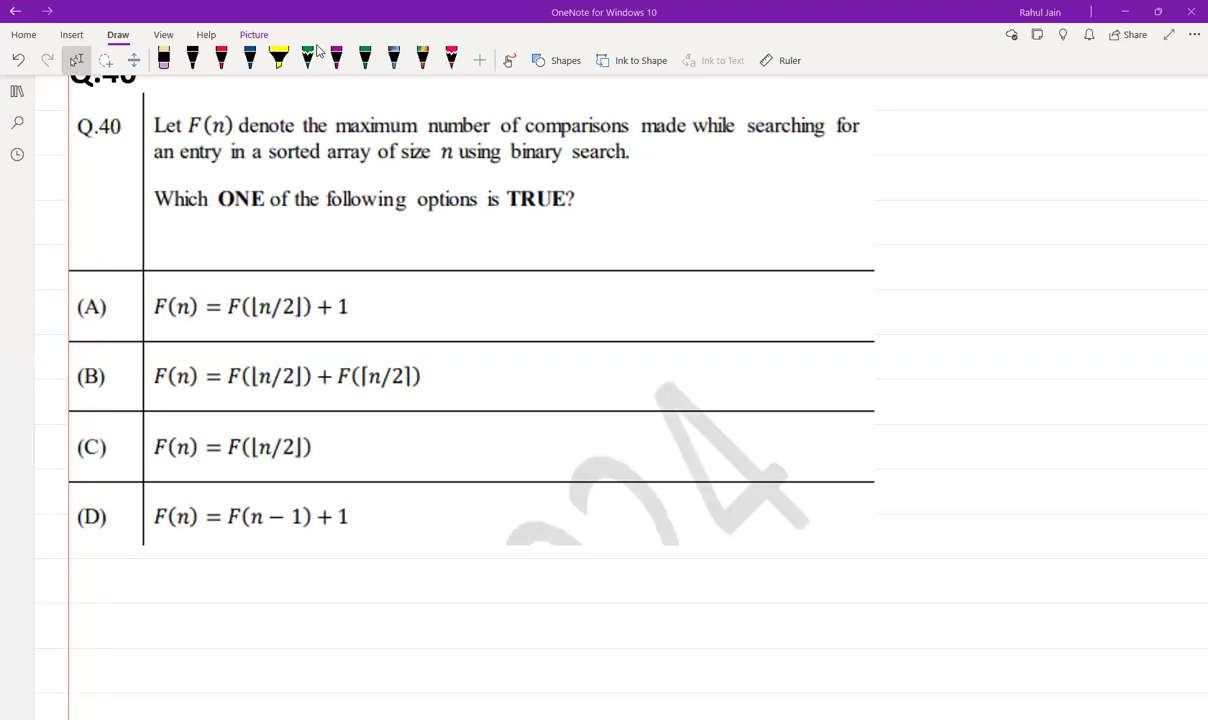 OneNote for Windows 10
Rahul Jain
Home Insert Draw View Help Picture
Share
Shapes Ink to Shape Ink to Text Ruler
Q.40
Q.40 Let F(n) denote the maximum number of comparisons made while searching for
an entry in a sorted array of size n using binary search.
Which ONE of the following options is TRUE?
(A) F(n) = F(⌊n/2⌋) + 1
(B) F(n) = F(⌊n/2⌋) + F(⌈n/2⌉)
(C) F(n) = F(⌊n/2⌋)
(D) F(n) = F(n − 1) + 1